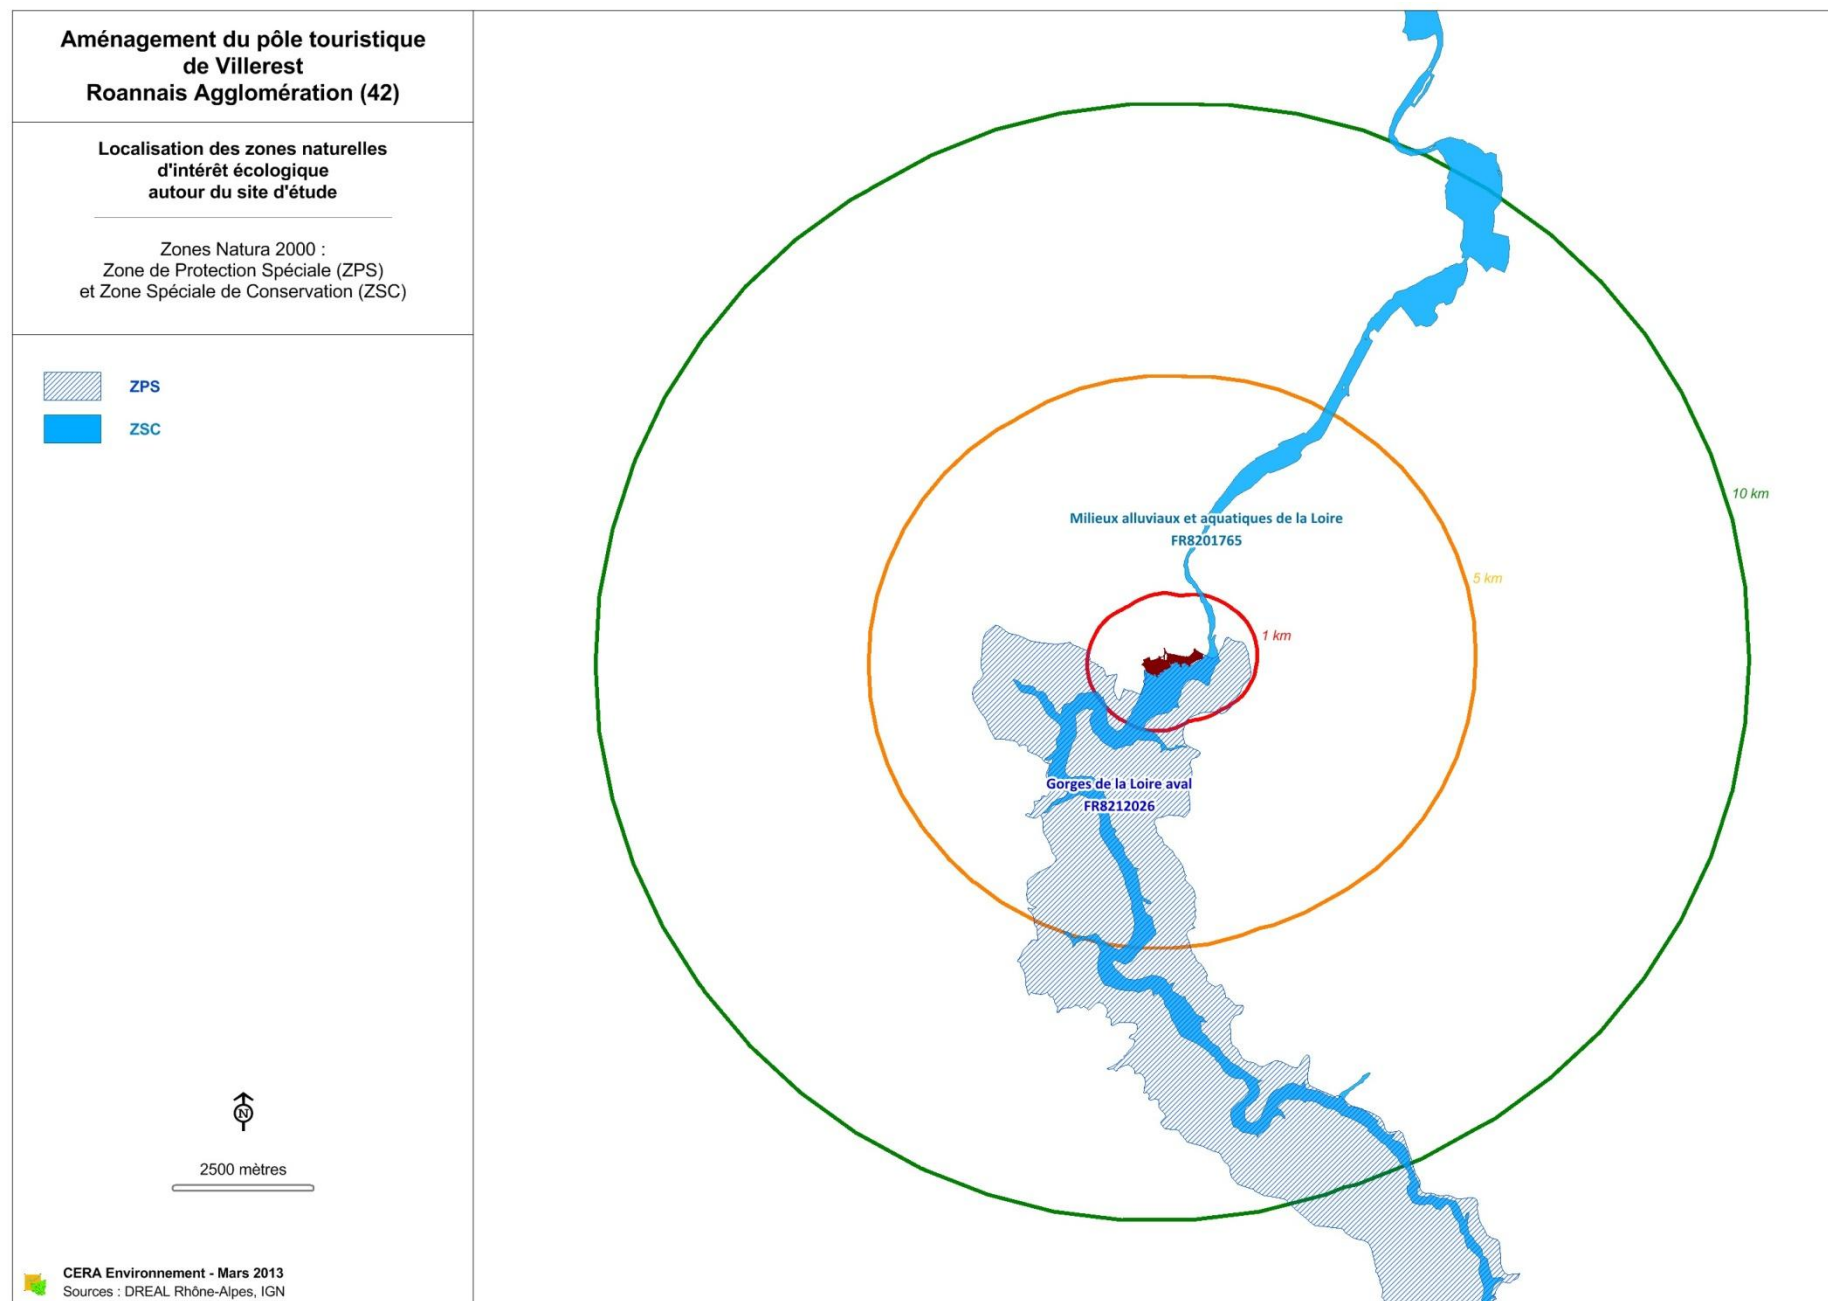 Aménagement du pôle touristique
de Villerest
Roannais Agglomération (42)
Localisation des zones naturelles
d'intérêt écologique
autour du site d'étude
Zones Natura 2000 :
Zone de Protection Spéciale (ZPS)
et Zone Spéciale de Conservation (ZSC)
ZPS
ZSC
N
2500 mètres
CERA Environnement - Mars 2013
Sources : DREAL Rhône-Alpes, IGN
10 km
Milieux alluviaux et aquatiques de la Loire
FR8201765
5 km
1 km
Gorges de la Loire aval
FR8212026